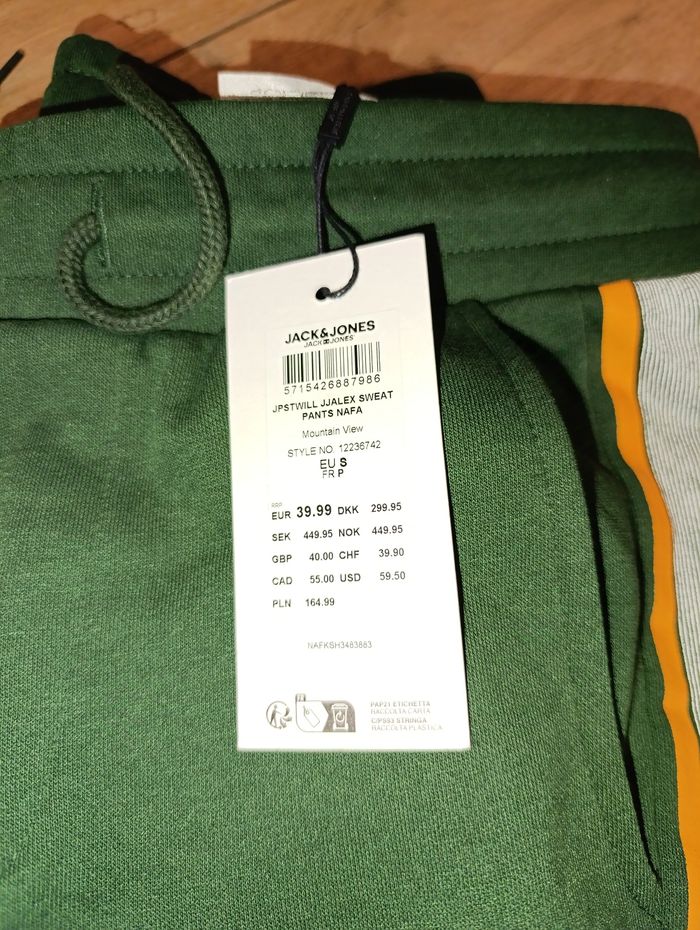 JACK&JONES
JACK&JONES
5715426887986
JPSTWILL JJALEX SWEAT
PANTS NAFA
Mountain View
STYLE NO. 12236742
EU S
FR P
RRP
EUR 39.99 DKK 299.95
SEK 449.95 NOK 449.95
GBP 40.00 CHF 39.90
CAD 55.00 USD 59.50
PLN 164.99
NAFKSH3483883
PAP21 ETICHETTA
RACCOLTA CARTA
C/PS93 STRINGA
RACCOLTA PLASTICA